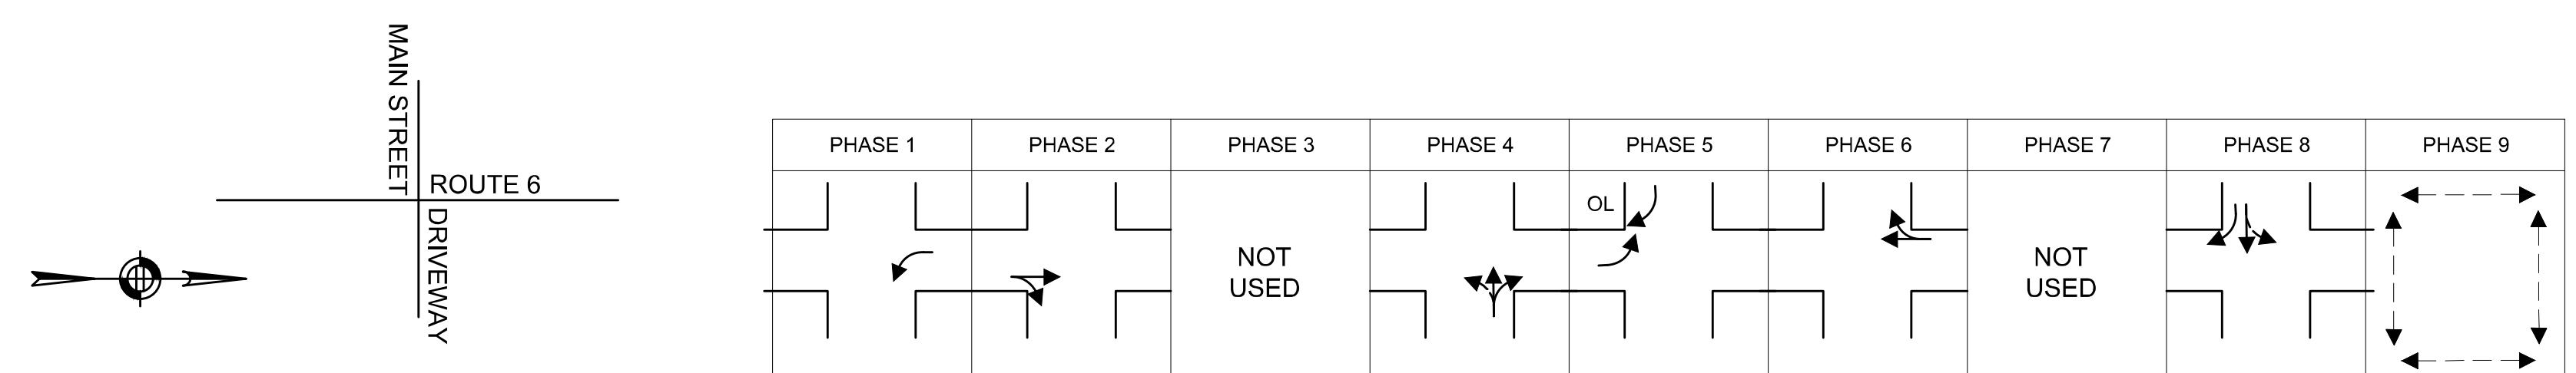 MAIN STREET
ROUTE 6
DRIVEWAY
PHASE 1
PHASE 2
PHASE 3
PHASE 4
PHASE 5
PHASE 6
PHASE 7
PHASE 8
PHASE 9
NOT
USED
OL
NOT
USED